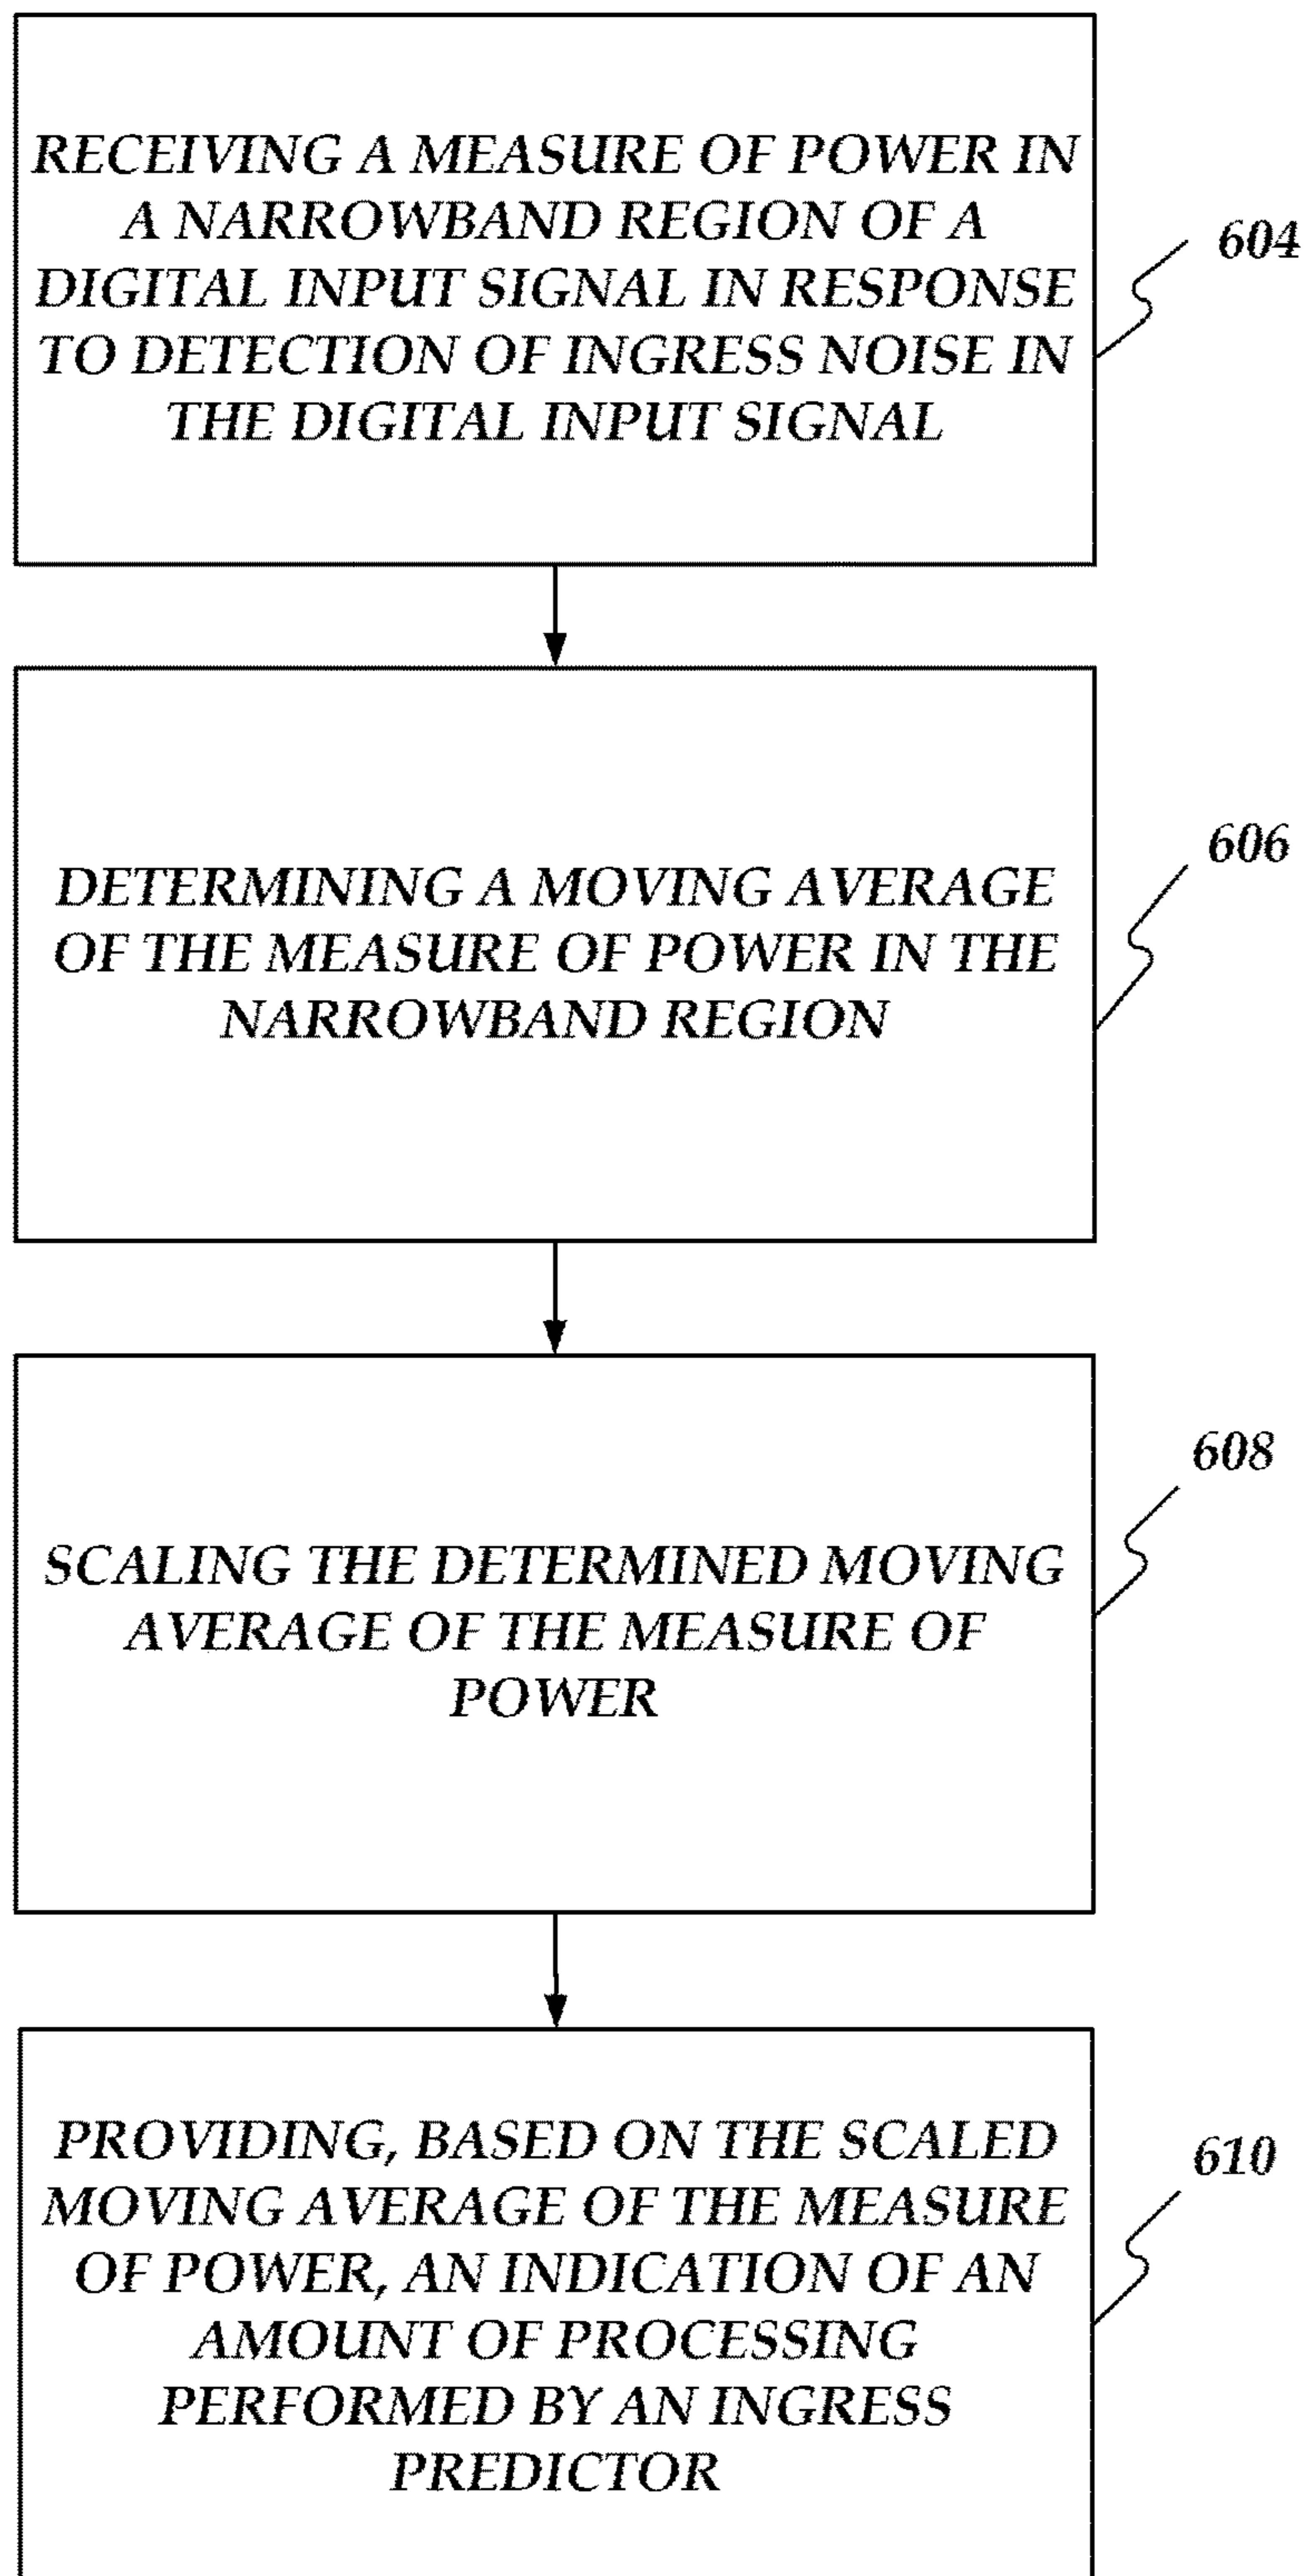 RECEIVING A MEASURE OF POWER IN
A NARROWBAND REGION OF A
DIGITAL INPUT SIGNAL IN RESPONSE
TO DETECTION OF INGRESS NOISE IN
THE DIGITAL INPUT SIGNAL
604
DETERMINING A MOVING AVERAGE
OF THE MEASURE OF POWER IN THE
NARROWBAND REGION
606
SCALING THE DETERMINED MOVING
AVERAGE OF THE MEASURE OF
POWER
608
PROVIDING, BASED ON THE SCALED
MOVING AVERAGE OF THE MEASURE
OF POWER, AN INDICATION OF AN
AMOUNT OF PROCESSING
PERFORMED BY AN INGRESS
PREDICTOR
610